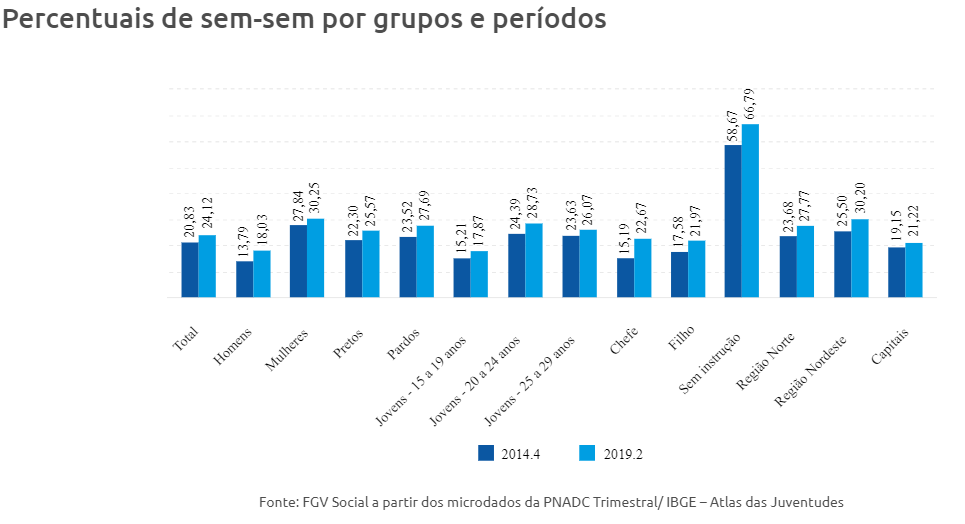 Percentuais de sem-sem por grupos e períodos
20,83 24,12 13,79 18,03 27,84 30,25 22,30 25,57 23,52 27,69 15,21 17,87 24,39 28,73 23,63 26,07 15,19 22,67 17,58 21,97 58,67 66,79 23,68 27,77 25,50 30,20 19,15 21,22
Total
Homens
Mulheres
Pretos
Pardos
Jovens - 15 a 19 anos
Jovens - 20 a 24 anos
Jovens - 25 a 29 anos
Chefe
Filho
Sem instrução
Região Norte
Região Nordeste
Capitais
2014.4 2019.2
Fonte: FGV Social a partir dos microdados da PNADC Trimestral/ IBGE – Atlas das Juventudes